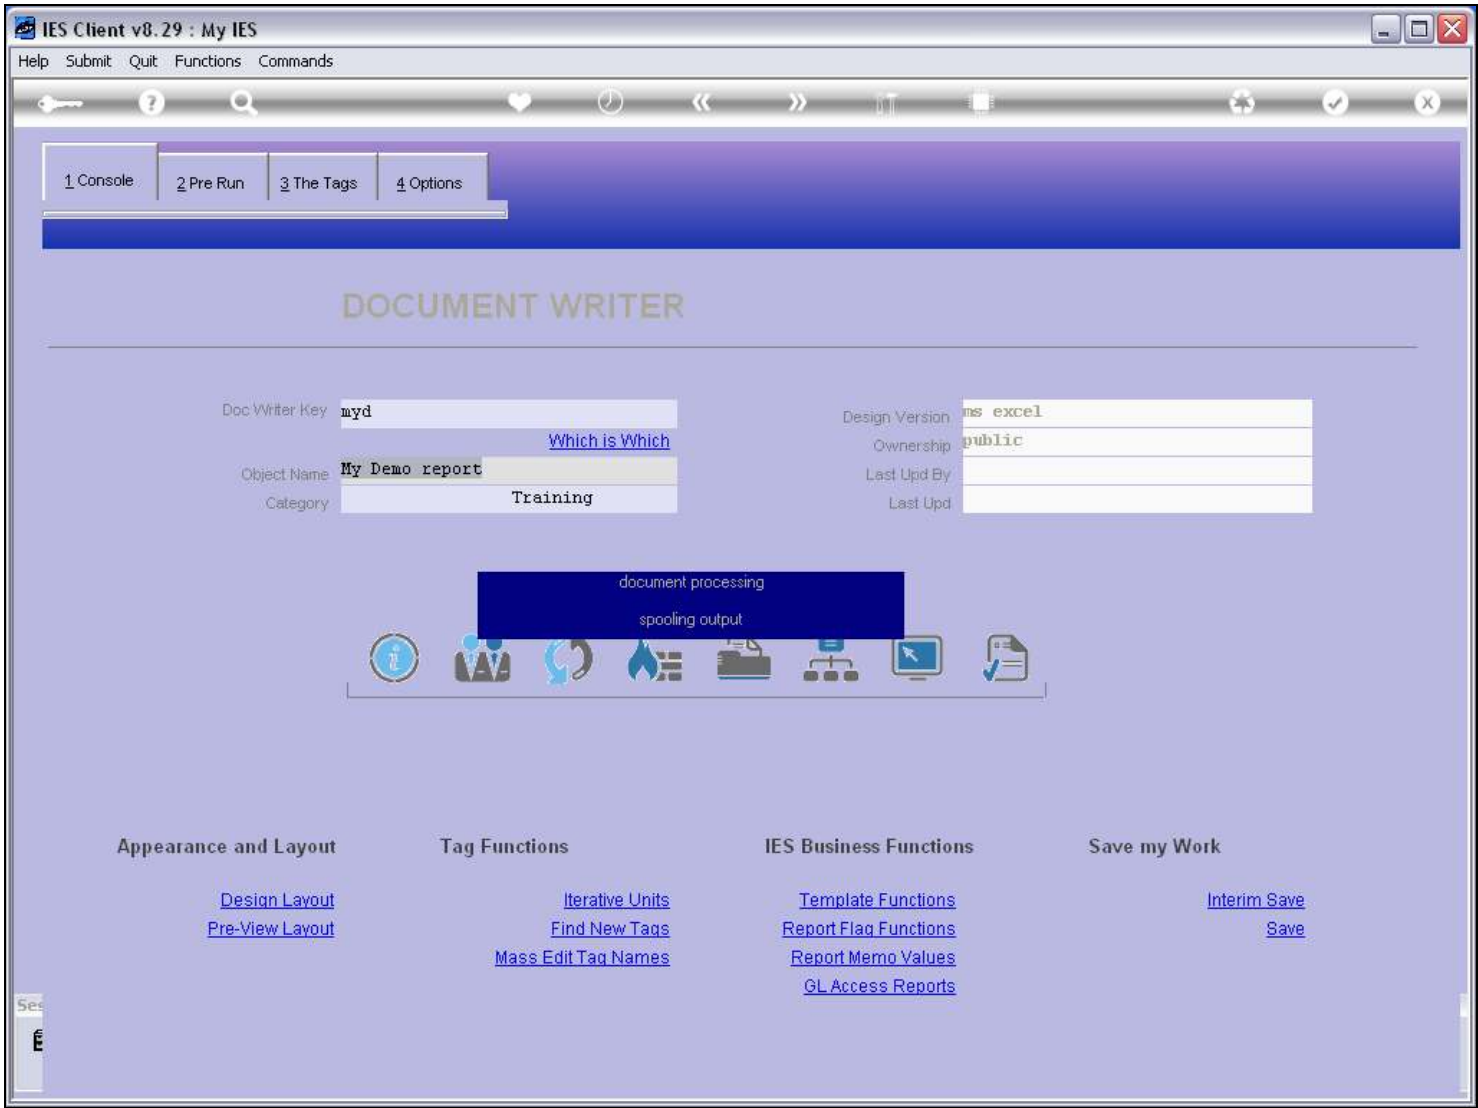 IES Client v8.29 : My IES
Help Submit Quit Functions Commands
1 Console
2 Pre Run
3 The Tags
4 Options
DOCUMENT WRITER
Doc Writer Key myd
Which is Which
Object Name My Demo report
Category Training
Design Version ms excel
Ownership public
Last Upd By
Last Upd
document processing
spooling output
Appearance and Layout
Design Layout
Pre-View Layout
Tag Functions
Iterative Units
Find New Tags
Mass Edit Tag Names
IES Business Functions
Template Functions
Report Flag Functions
Report Memo Values
GL Access Reports
Save my Work
Interim Save
Save
Ses